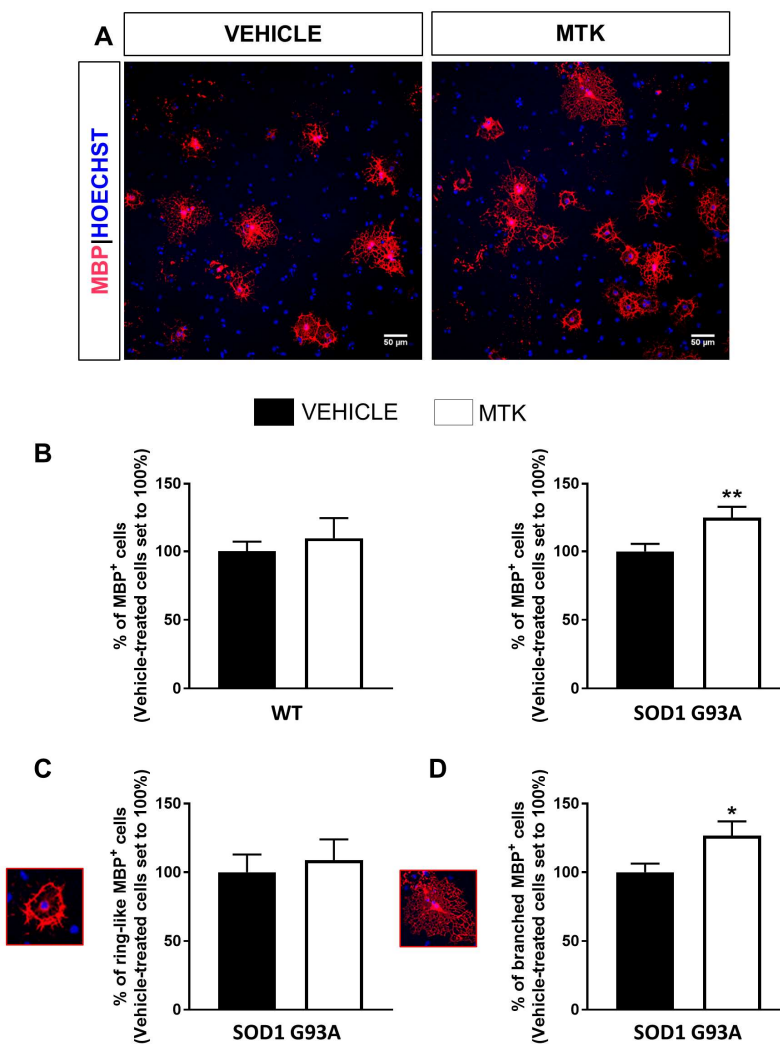 A
VEHICLE
MTK
MBP|HOECHST
50 µm
50 µm
VEHICLE
MTK
B
% of MBP⁺ cells
(Vehicle-treated cells set to 100%)
150
100
50
0
WT
% of MBP⁺ cells
(Vehicle-treated cells set to 100%)
150
100
50
0
**
SOD1 G93A
C
% of ring-like MBP⁺ cells
(Vehicle-treated cells set to 100%)
150
100
50
0
SOD1 G93A
D
% of branched MBP⁺ cells
(Vehicle-treated cells set to 100%)
150
100
50
0
*
SOD1 G93A